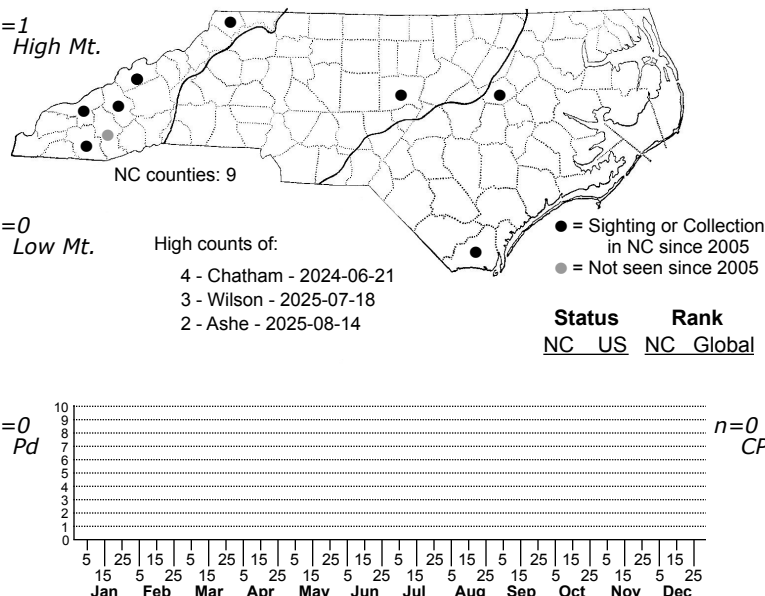 =1
High Mt.
NC counties: 9
=0
Low Mt.
High counts of:
4 - Chatham - 2024-06-21
3 - Wilson - 2025-07-18
2 - Ashe - 2025-08-14
= Sighting or Collection
in NC since 2005
= Not seen since 2005
Status Rank
NC US NC Global
=0
Pd
n=0
CP
10
9
8
7
6
5
4
3
2
1
0
5 25 15 5 25 15 5 25 15 5 25 15 5 25 15 5 25 15
15 5 25 15 5 25 15 5 25 15 5 25 15 5 25 15 5 25
Jan Feb Mar Apr May Jun Jul Aug Sep Oct Nov Dec